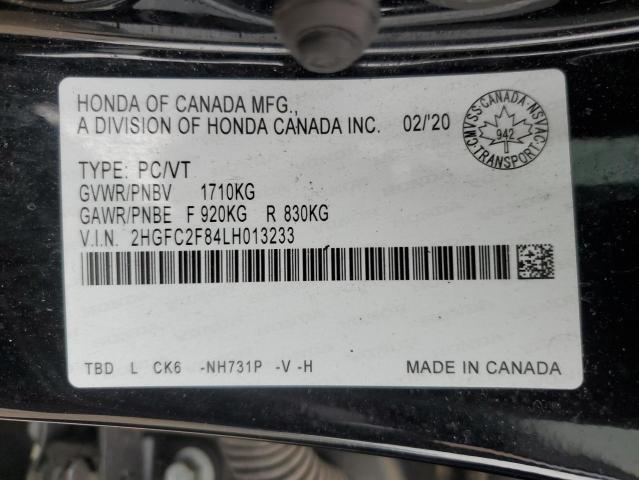 HONDA OF CANADA MFG.,
A DIVISION OF HONDA CANADA INC. 02/'20
CMVSS · CANADA · NSVAC · TRANSPORT ·
942
TYPE: PC/VT
GVWR/PNBV 1710KG
GAWR/PNBE F 920KG R 830KG
V.I.N. 2HGFC2F84LH013233
TBD L CK6 -NH731P -V -H MADE IN CANADA